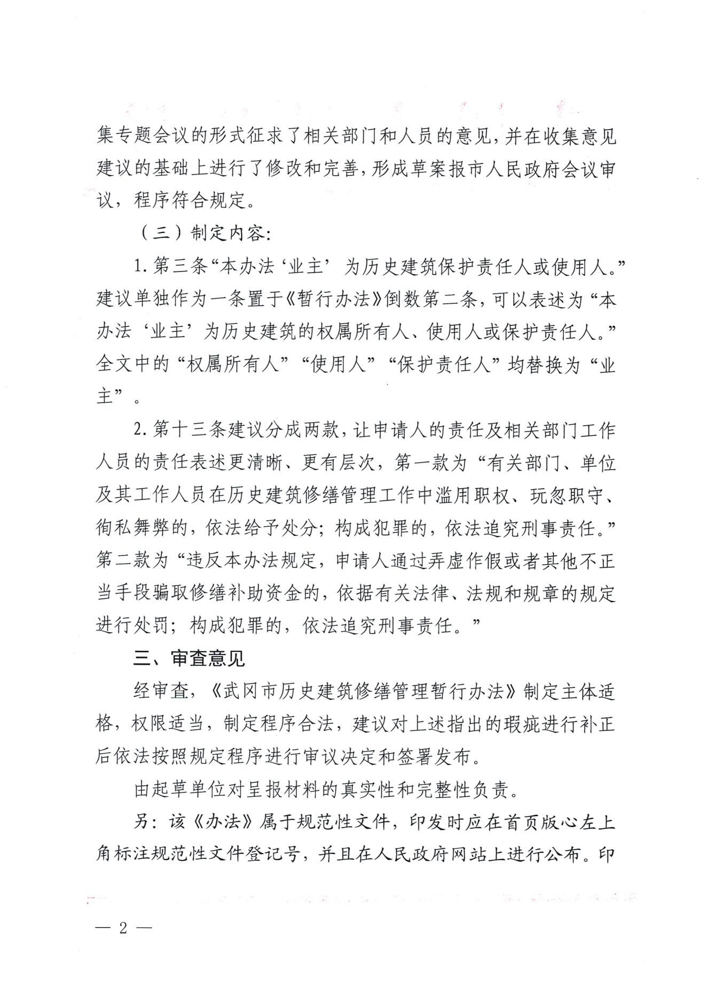 集专题会议的形式征求了相关部门和人员的意见，并在收集意见
建议的基础上进行了修改和完善，形成草案报市人民政府会议审
议，程序符合规定。
（三）制定内容：
1.第三条“本办法‘业主’为历史建筑保护责任人或使用人。”
建议单独作为一条置于《暂行办法》倒数第二条，可以表述为“本
办法‘业主’为历史建筑的权属所有人、使用人或保护责任人。”
全文中的“权属所有人”“使用人”“保护责任人”均替换为“业
主”。
2.第十三条建议分成两款，让申请人的责任及相关部门工作
人员的责任表述更清晰、更有层次，第一款为“有关部门、单位
及其工作人员在历史建筑修缮管理工作中滥用职权、玩忽职守、
徇私舞弊的，依法给予处分；构成犯罪的，依法追究刑事责任。”
第二款为“违反本办法规定，申请人通过弄虚作假或者其他不正
当手段骗取修缮补助资金的，依据有关法律、法规和规章的规定
进行处罚；构成犯罪的，依法追究刑事责任。”
三、审查意见
经审查，《武冈市历史建筑修缮管理暂行办法》制定主体适
格，权限适当，制定程序合法，建议对上述指出的瑕疵进行补正
后依法按照规定程序进行审议决定和签署发布。
由起草单位对呈报材料的真实性和完整性负责。
另：该《办法》属于规范性文件，印发时应在首页版心左上
角标注规范性文件登记号，并且在人民政府网站上进行公布。印
— 2 —